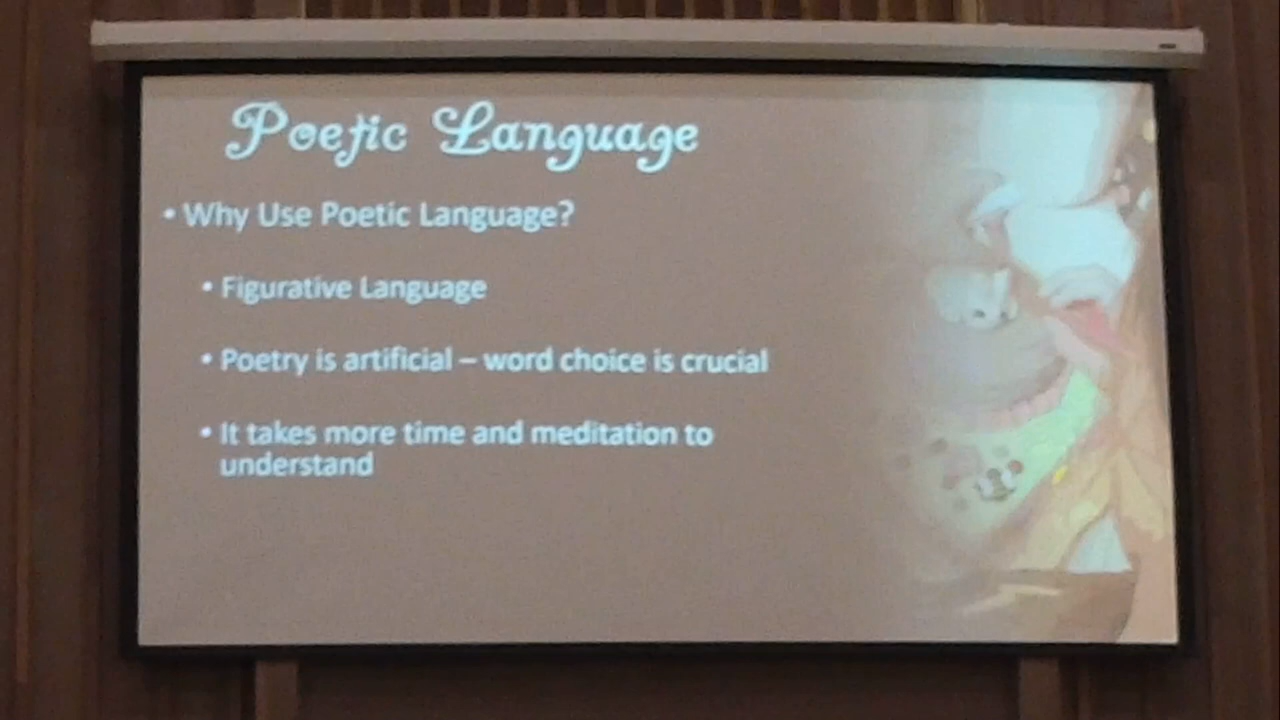 Poetic Language
• Why Use Poetic Language?
• Figurative Language
• Poetry is artificial – word choice is crucial
• It takes more time and meditation to
understand